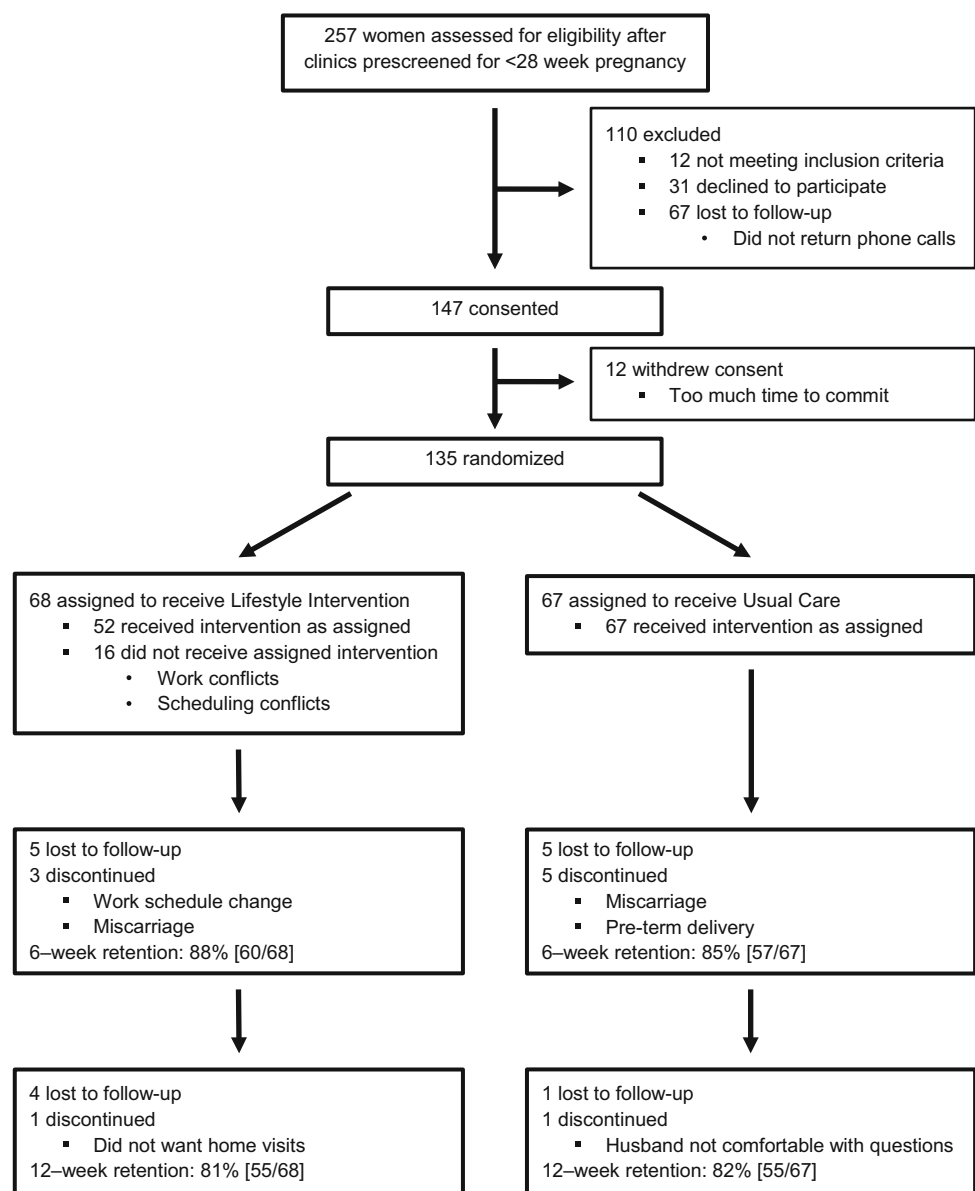 257 women assessed for eligibility after
clinics prescreened for <28 week pregnancy
110 excluded
▪ 12 not meeting inclusion criteria
▪ 31 declined to participate
▪ 67 lost to follow-up
• Did not return phone calls
147 consented
12 withdrew consent
▪ Too much time to commit
135 randomized
68 assigned to receive Lifestyle Intervention
▪ 52 received intervention as assigned
▪ 16 did not receive assigned intervention
• Work conflicts
• Scheduling conflicts
67 assigned to receive Usual Care
▪ 67 received intervention as assigned
5 lost to follow-up
3 discontinued
▪ Work schedule change
▪ Miscarriage
6–week retention: 88% [60/68]
5 lost to follow-up
5 discontinued
▪ Miscarriage
▪ Pre-term delivery
6–week retention: 85% [57/67]
4 lost to follow-up
1 discontinued
▪ Did not want home visits
12–week retention: 81% [55/68]
1 lost to follow-up
1 discontinued
▪ Husband not comfortable with questions
12–week retention: 82% [55/67]